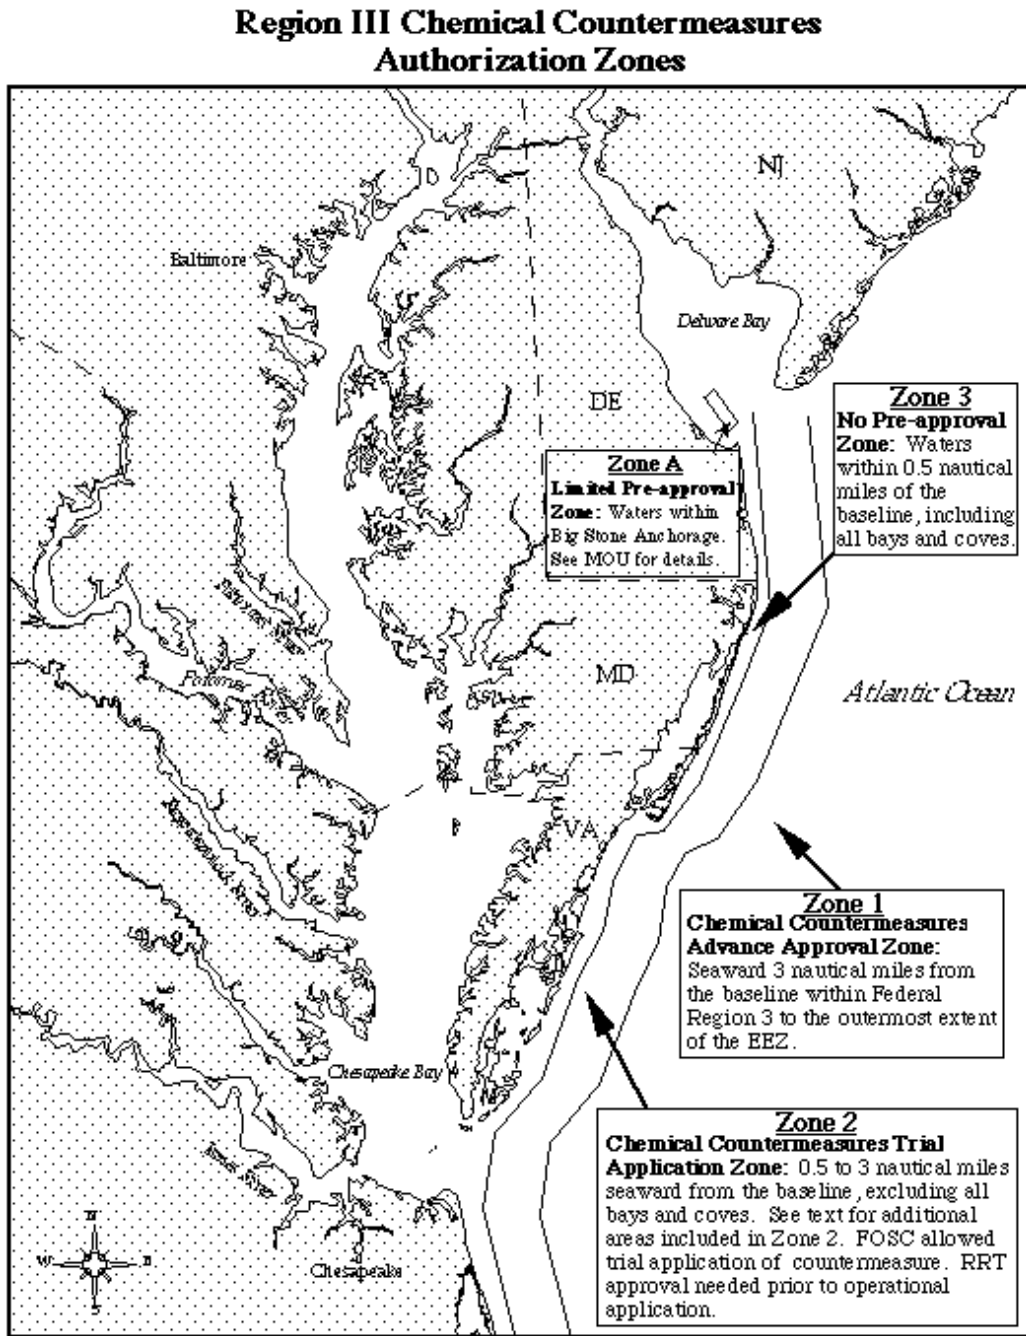 Region III Chemical Countermeasures
Authorization Zones
NJ
Baltimore
Delware Bay
DE
Zone 3
No Pre-approval
Zone: Waters
within 0.5 nautical
miles of the
baseline, including
all bays and coves.
Zone A
Limited Pre-approval
Zone: Waters within
Big Stone Anchorage.
See MOU for details.
MD
Potomac
Atlantic Ocean
VA
Zone 1
Chemical Countermeasures
Advance Approval Zone:
Seaward 3 nautical miles from
the baseline within Federal
Region 3 to the outermost extent
of the EEZ.
Chesapeake Bay
Zone 2
Chemical Countermeasures Trial
Application Zone: 0.5 to 3 nautical miles
seaward from the baseline, excluding all
bays and coves. See text for additional
areas included in Zone 2. FOSC allowed
trial application of countermeasure. RRT
approval needed prior to operational
application.
River
N
W
E
S
Chesapeake